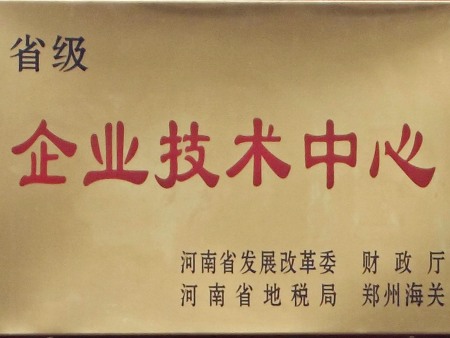 省级
企业技术中心
河南省发展改革委 财政厅
河南省地税局 郑州海关